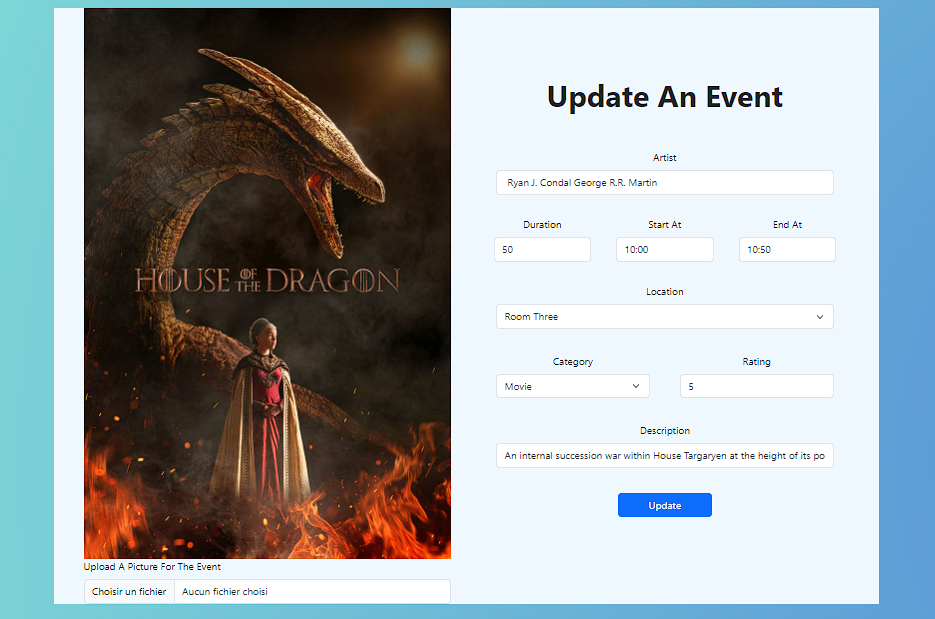 HOUSE OF THE DRAGON
Upload A Picture For The Event
Choisir un fichier Aucun fichier choisi
Update An Event
Artist
Ryan J. Condal George R.R. Martin
Duration Start At End At
50 10:00 10:50
Location
Room Three
Category Rating
Movie 5
Description
An internal succession war within House Targaryen at the height of its po
Update